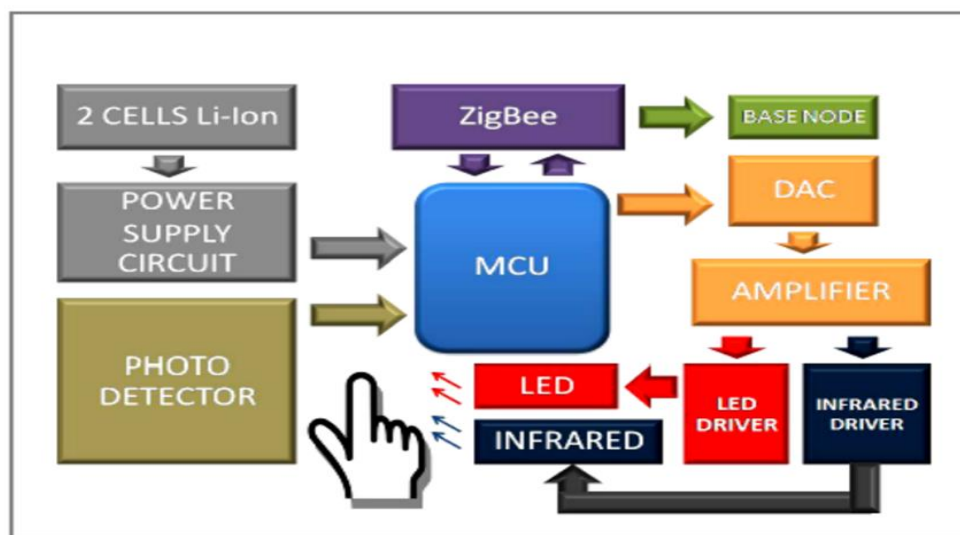 2 CELLS Li-Ion
ZigBee
BASE NODE
POWER
SUPPLY
CIRCUIT
MCU
DAC
AMPLIFIER
PHOTO
DETECTOR
LED
INFRARED
LED
DRIVER
INFRARED
DRIVER